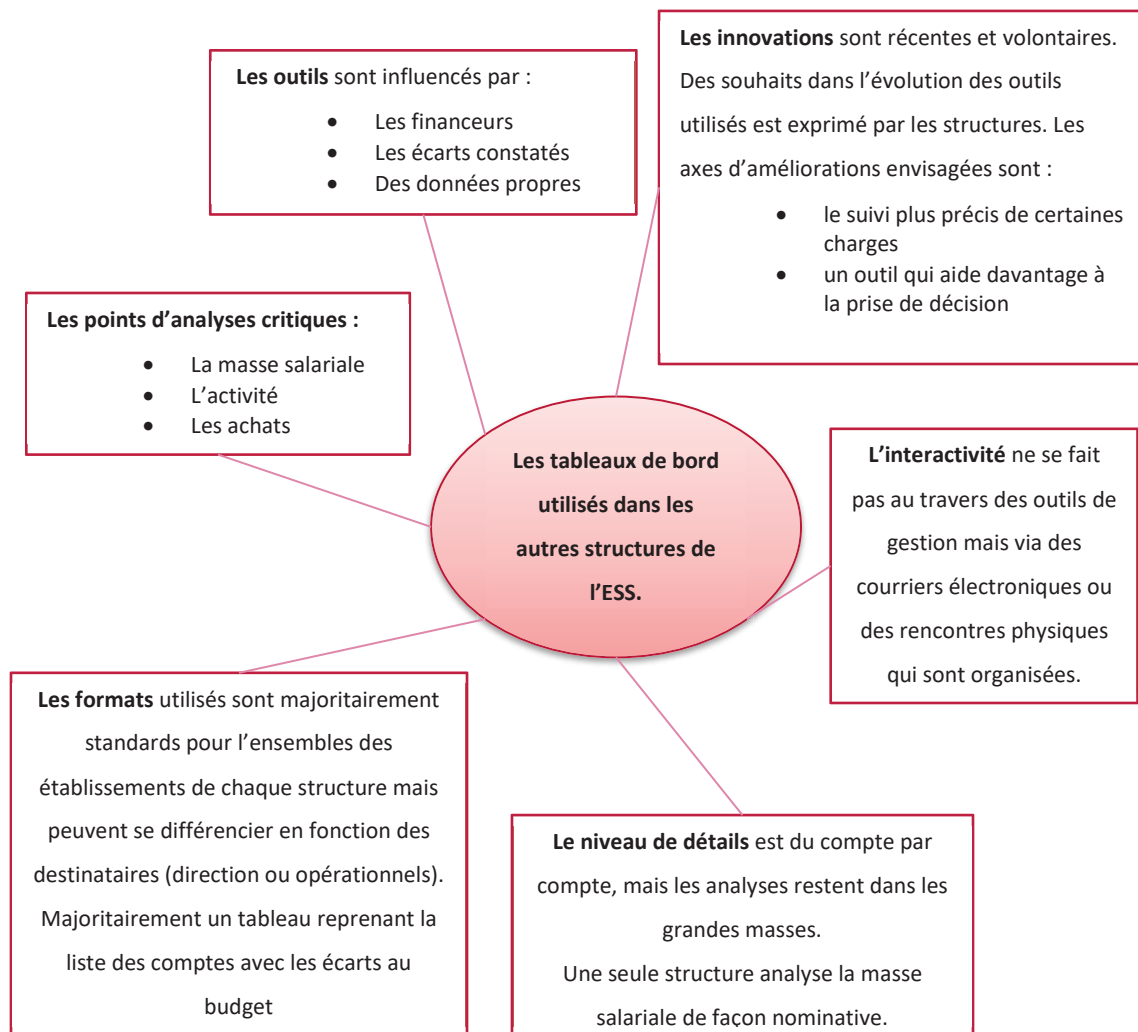 Les outils sont influencés par :
• Les financeurs
• Les écarts constatés
• Des données propres
Les innovations sont récentes et volontaires.
Des souhaits dans l’évolution des outils
utilisés est exprimé par les structures. Les
axes d’améliorations envisagées sont :
• le suivi plus précis de certaines
charges
• un outil qui aide davantage à
la prise de décision
Les points d’analyses critiques :
• La masse salariale
• L’activité
• Les achats
Les tableaux de bord
utilisés dans les
autres structures de
l’ESS.
L’interactivité ne se fait
pas au travers des outils de
gestion mais via des
courriers électroniques ou
des rencontres physiques
qui sont organisées.
Les formats utilisés sont majoritairement
standards pour l’ensembles des
établissements de chaque structure mais
peuvent se différencier en fonction des
destinataires (direction ou opérationnels).
Majoritairement un tableau reprenant la
liste des comptes avec les écarts au
budget
Le niveau de détails est du compte par
compte, mais les analyses restent dans les
grandes masses.
Une seule structure analyse la masse
salariale de façon nominative.